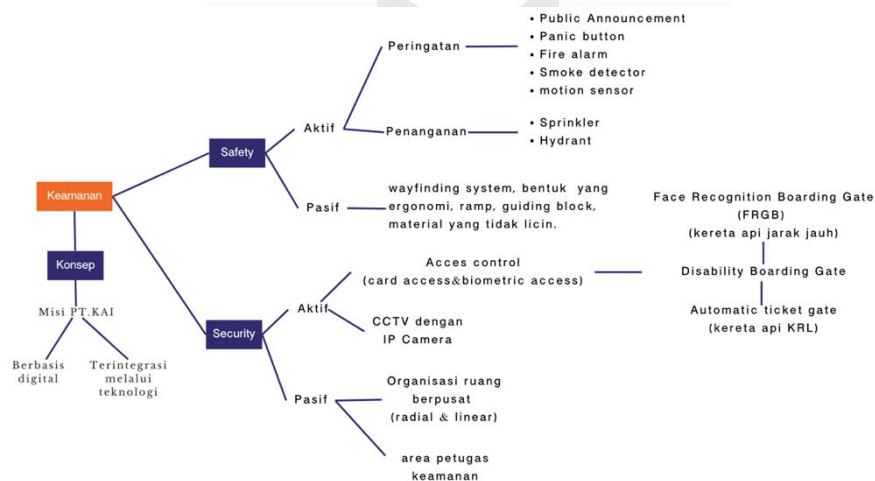 Keamanan
Konsep
Misi PT.KAI
Berbasis
digital
Terintegrasi
melalui
teknologi
Safety
Aktif
Peringatan
• Public Announcement
• Panic button
• Fire alarm
• Smoke detector
• motion sensor
Penanganan
• Sprinkler
• Hydrant
Pasif
wayfinding system, bentuk yang
ergonomi, ramp, guiding block,
material yang tidak licin.
Security
Aktif
Acces control
(card access&biometric access)
Face Recognition Boarding Gate
(FRGB)
(kereta api jarak jauh)
Disability Boarding Gate
Automatic ticket gate
(kereta api KRL)
CCTV dengan
IP Camera
Pasif
Organisasi ruang
berpusat
(radial & linear)
area petugas
keamanan